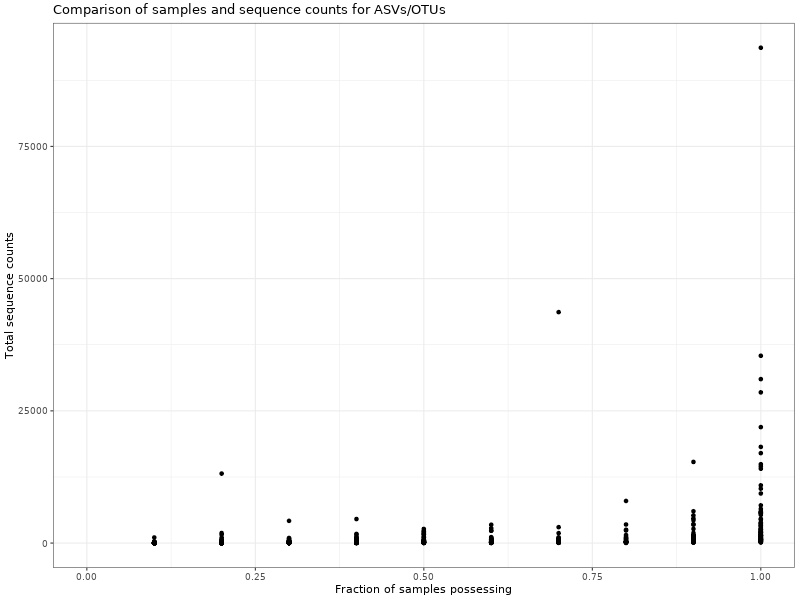 Comparison of samples and sequence counts for ASVs/OTUs
Total sequence counts
75000
50000
25000
0
0.00 0.25 0.50 0.75 1.00
Fraction of samples possessing